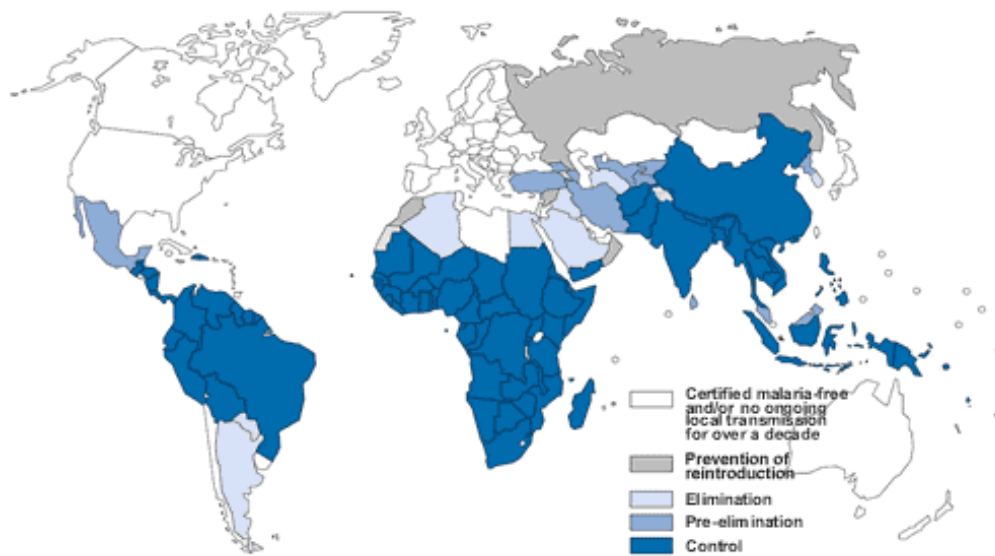 Certified malaria-free
and/or no ongoing
local transmission
for over a decade
Prevention of
reintroduction
Elimination
Pre-elimination
Control